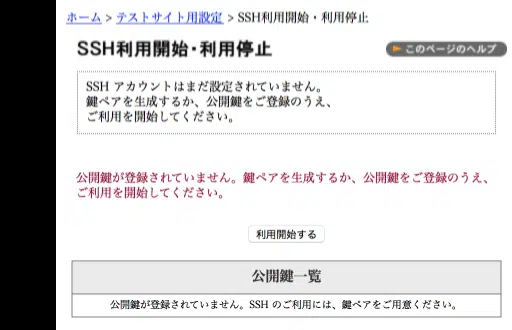 ホーム > テストサイト用設定 > SSH利用開始・利用停止
SSH利用開始・利用停止
このページのヘルプ
SSH アカウントはまだ設定されていません。
鍵ペアを生成するか、公開鍵をご登録のうえ、
ご利用を開始してください。
公開鍵が登録されていません。鍵ペアを生成するか、公開鍵をご登録のうえ、
ご利用を開始してください。
利用開始する
公開鍵一覧
公開鍵が登録されていません。SSH のご利用には、鍵ペアをご用意ください。